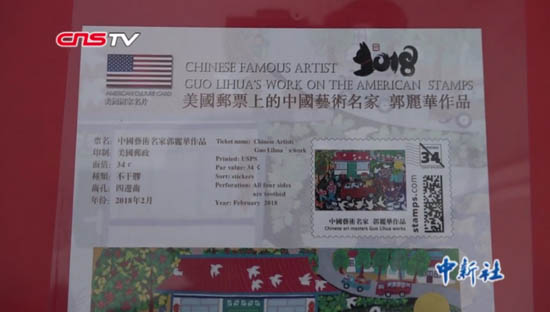 CNSTV
CHINESE FAMOUS ARTIST
2018
AMERICAN CULTURE CARD
美國國家名片
GUO LIHUA'S WORK ON THE AMERICAN STAMPS
美國郵票上的中國藝術名家 郭麗華作品
票名：中國藝術名家郭麗華作品
印制：美國郵政
面值：34￠
種類：不干膠
齒孔：四邊齒
年份：2018年2月
Ticket name: Chinese Artist
Guo Lihua's work
Printed: USPS
Par value: 34 ￠
Sort: stickers
Perforation: All four sides
are toothed
Year: February 2018
34
stamps.com
中國藝術名家 郭麗華作品
Chinese art masters Guo Lihua works
中新社